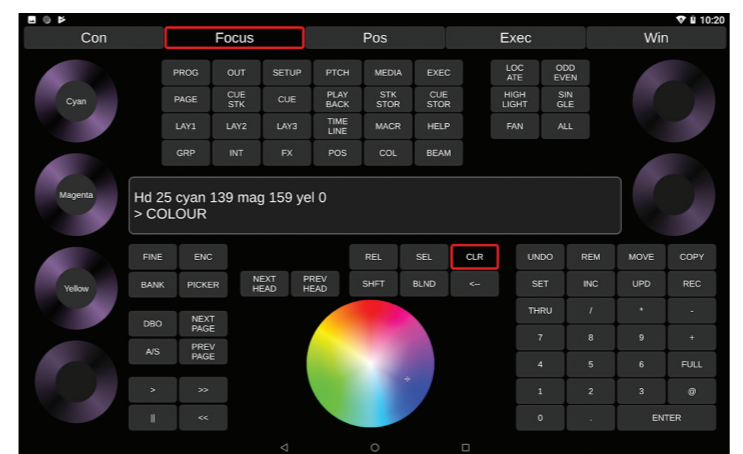 10:20
Con Focus Pos Exec Win
PROG OUT SETUP PTCH MEDIA EXEC
LOC
ATE
ODD
EVEN
Cyan
PAGE
CUE
STK
CUE
PLAY
BACK
STK
STOR
CUE
STOR
HIGH
LIGHT
SIN
GLE
LAY1 LAY2 LAY3
TIME
LINE
MACR HELP FAN ALL
GRP INT FX POS COL BEAM
Magenta
Hd 25 cyan 139 mag 159 yel 0
> COLOUR
FINE ENC REL SEL CLR UNDO REM MOVE COPY
Yellow
BANK PICKER
NEXT
HEAD
PREV
HEAD
SHFT BLND <-- SET INC UPD REC
DBO
NEXT
PAGE
THRU / * -
A/S
PREV
PAGE
7 8 9 +
4 5 6 FULL
> >> 1 2 3 @
|| << 0 . ENTER